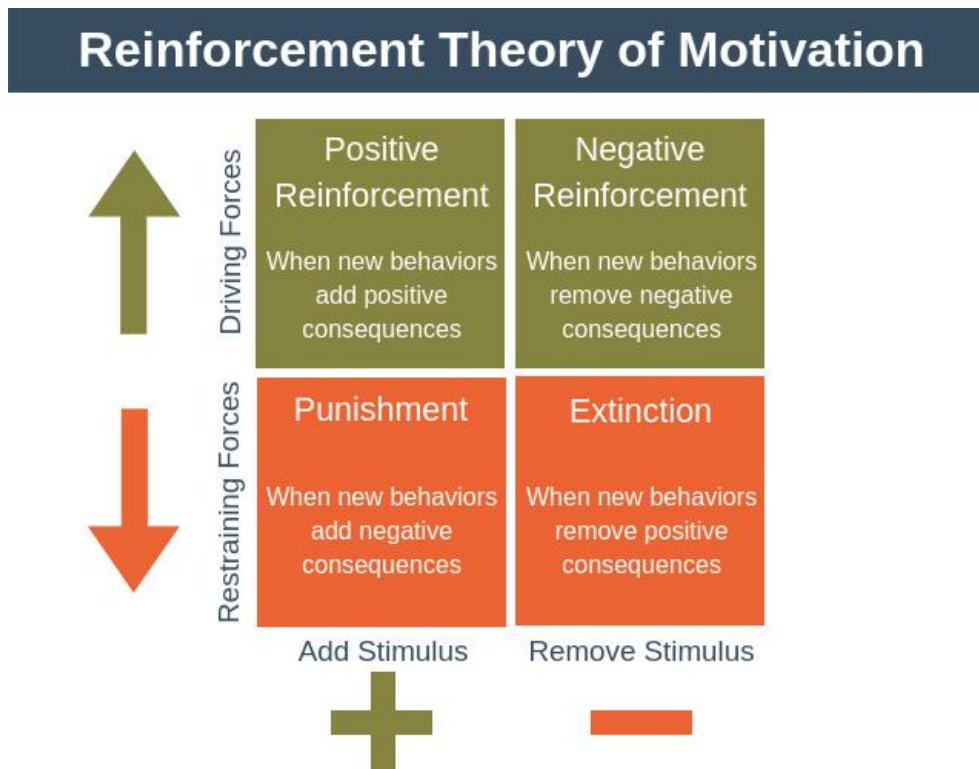 Reinforcement Theory of Motivation
Driving Forces
Positive
Reinforcement
When new behaviors
add positive
consequences
Negative
Reinforcement
When new behaviors
remove negative
consequences
Restraining Forces
Punishment
When new behaviors
add negative
consequences
Extinction
When new behaviors
remove positive
consequences
Add Stimulus
Remove Stimulus